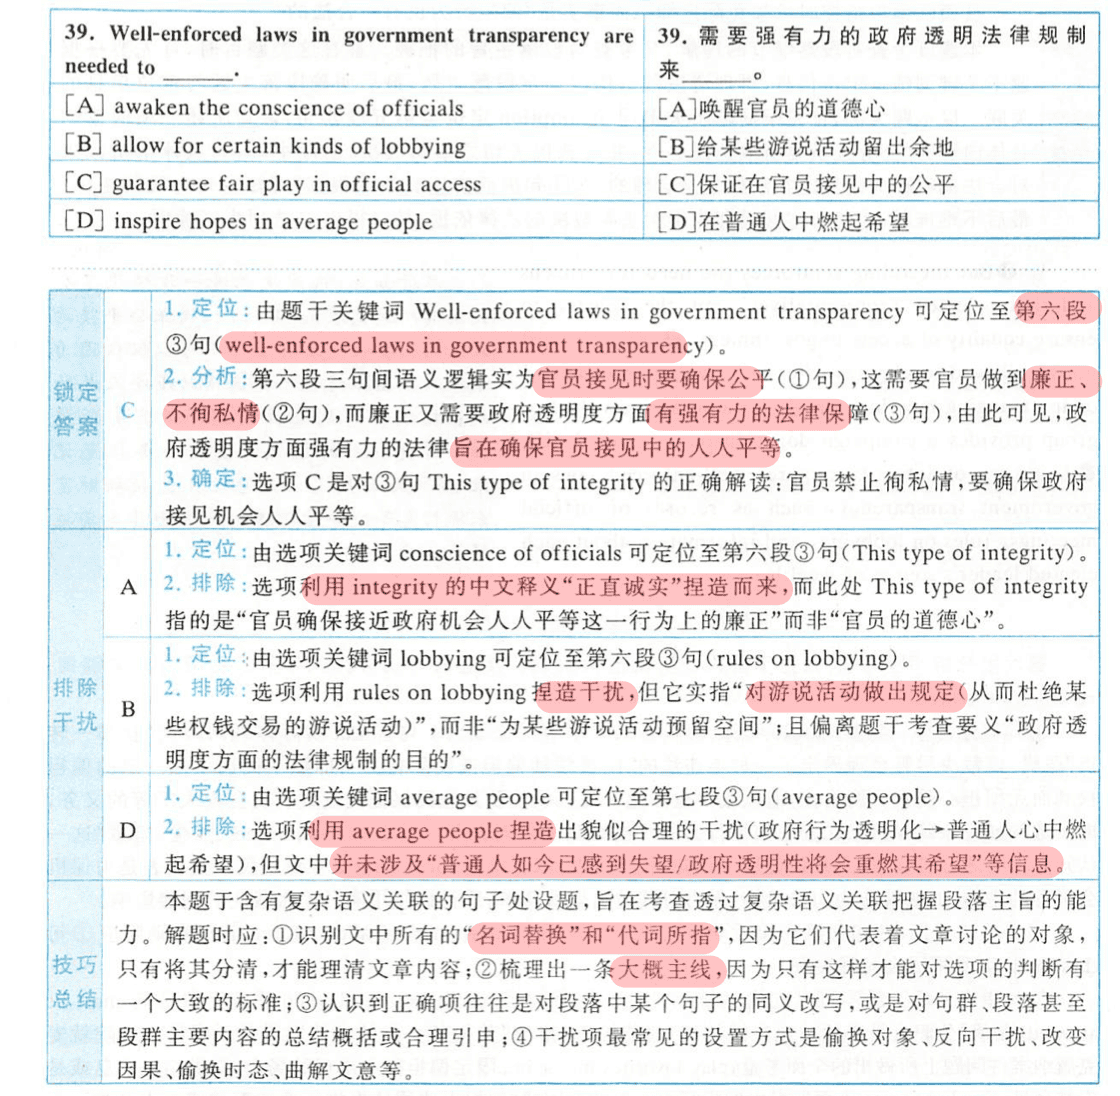 39. Well-enforced laws in government transparency are
needed to ______.
39. 需要强有力的政府透明法律规制
来______。
[A] awaken the conscience of officials
[A]唤醒官员的道德心
[B] allow for certain kinds of lobbying
[B]给某些游说活动留出余地
[C] guarantee fair play in official access
[C]保证在官员接见中的公平
[D] inspire hopes in average people
[D]在普通人中燃起希望
锁定
答案
C
1. 定位:由题干关键词 Well-enforced laws in government transparency 可定位至第六段
③句(well-enforced laws in government transparency)。
2. 分析:第六段三句间语义逻辑实为官员接见时要确保公平(①句),这需要官员做到廉正、
不徇私情(②句),而廉正又需要政府透明度方面有强有力的法律保障(③句),由此可见,政
府透明度方面强有力的法律旨在确保官员接见中的人人平等。
3. 确定:选项 C 是对③句 This type of integrity 的正确解读:官员禁止徇私情,要确保政府
接见机会人人平等。
排除
干扰
A
1. 定位:由选项关键词 conscience of officials 可定位至第六段③句(This type of integrity)。
2. 排除:选项利用 integrity 的中文释义“正直诚实”捏造而来,而此处 This type of integrity
指的是“官员确保接近政府机会人人平等这一行为上的廉正”而非“官员的道德心”。
B
1. 定位:由选项关键词 lobbying 可定位至第六段③句(rules on lobbying)。
2. 排除:选项利用 rules on lobbying 捏造干扰,但它实指“对游说活动做出规定(从而杜绝某
些权钱交易的游说活动)”,而非“为某些游说活动预留空间”;且偏离题干考查要义“政府透
明度方面的法律规制的目的”。
D
1. 定位:由选项关键词 average people 可定位至第七段③句(average people)。
2. 排除:选项利用 average people 捏造出貌似合理的干扰(政府行为透明化→普通人心中燃
起希望),但文中并未涉及“普通人如今已感到失望/政府透明性将会重燃其希望”等信息。
技巧
总结
本题于含有复杂语义关联的句子处设题,旨在考查透过复杂语义关联把握段落主旨的能
力。解题时应:①识别文中所有的“名词替换”和“代词所指”,因为它们代表着文章讨论的对象,
只有将其分清,才能理清文章内容;②梳理出一条大概主线,因为只有这样才能对选项的判断有
一个大致的标准;③认识到正确项往往是对段落中某个句子的同义改写,或是对句群、段落甚至
段群主要内容的总结概括或合理引申;④干扰项最常见的设置方式是偷换对象、反向干扰、改变
因果、偷换时态、曲解文意等。